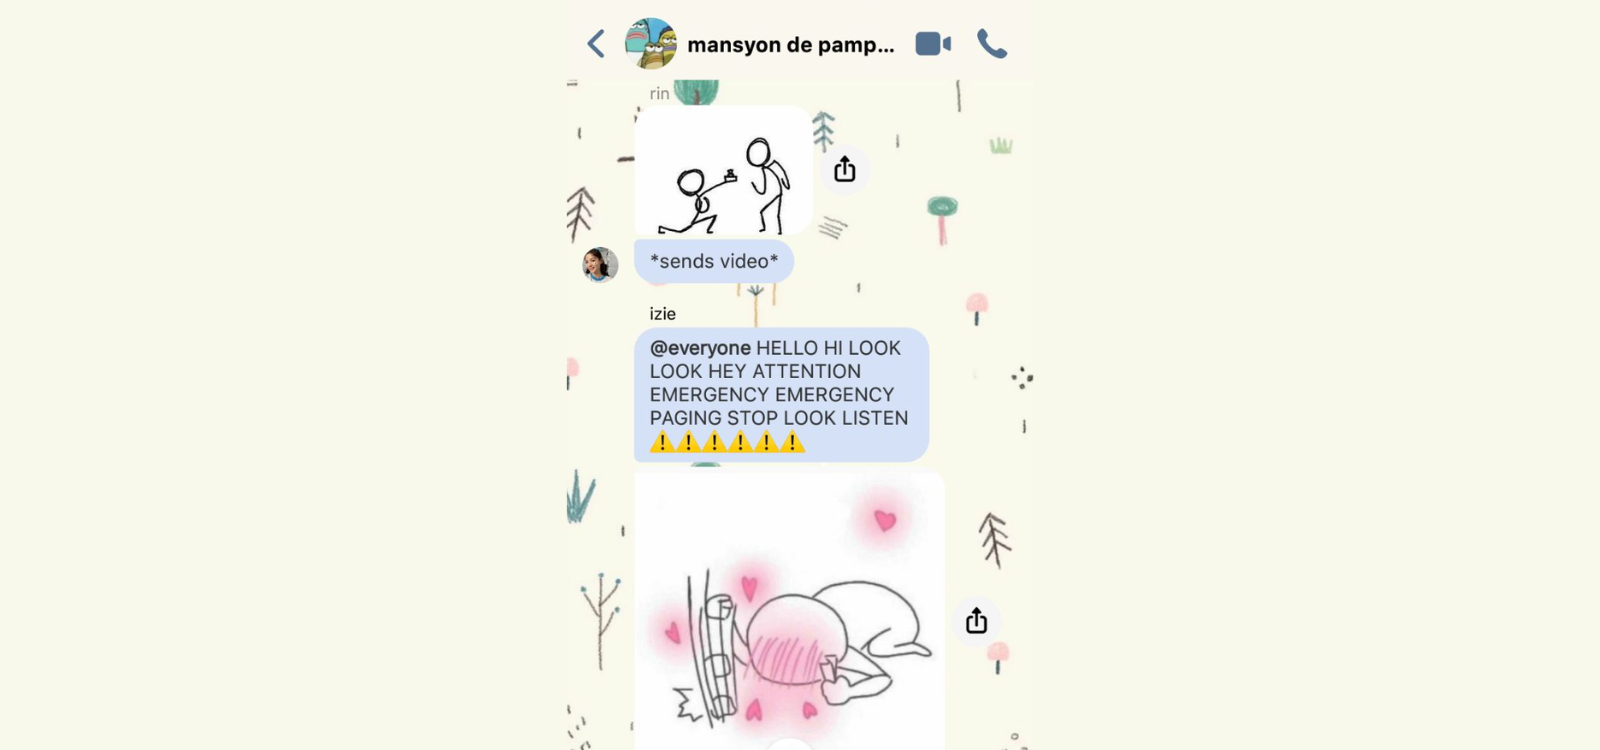 mansyon de pamp...
rin
*sends video*
izie
@everyone HELLO HI LOOK
LOOK HEY ATTENTION
EMERGENCY EMERGENCY
PAGING STOP LOOK LISTEN
⚠️⚠️⚠️⚠️⚠️⚠️